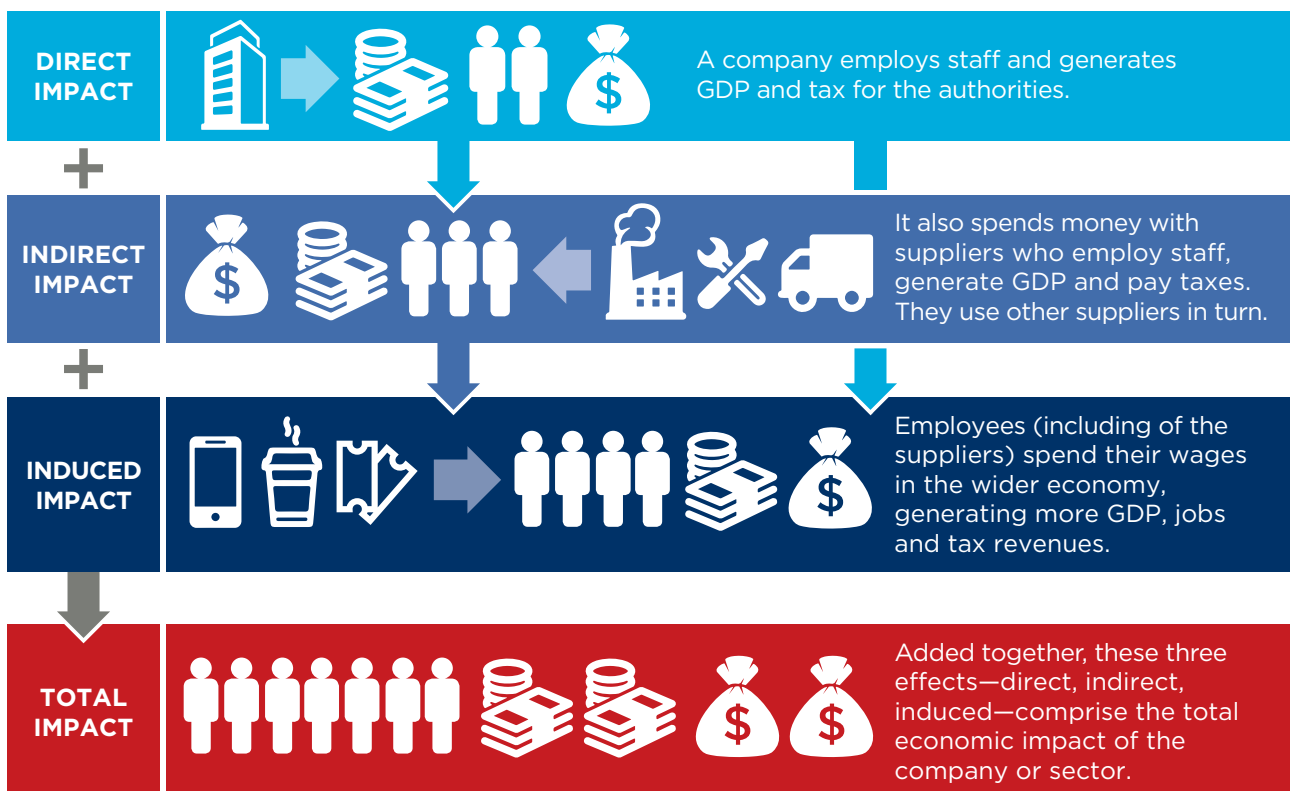 DIRECT
IMPACT
$
A company employs staff and generates
GDP and tax for the authorities.
+
INDIRECT
IMPACT
$
It also spends money with
suppliers who employ staff,
generate GDP and pay taxes.
They use other suppliers in turn.
+
INDUCED
IMPACT
$
Employees (including of the
suppliers) spend their wages
in the wider economy,
generating more GDP, jobs
and tax revenues.
TOTAL
IMPACT
$ $
Added together, these three
effects—direct, indirect,
induced—comprise the total
economic impact of the
company or sector.